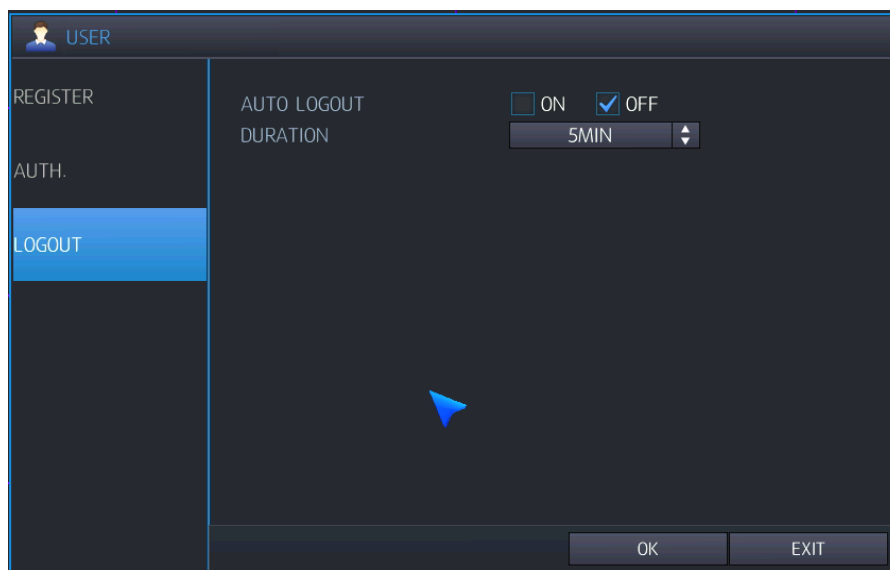 USER
REGISTER
AUTH.
LOGOUT
AUTO LOGOUT ON OFF
DURATION 5MIN
OK EXIT